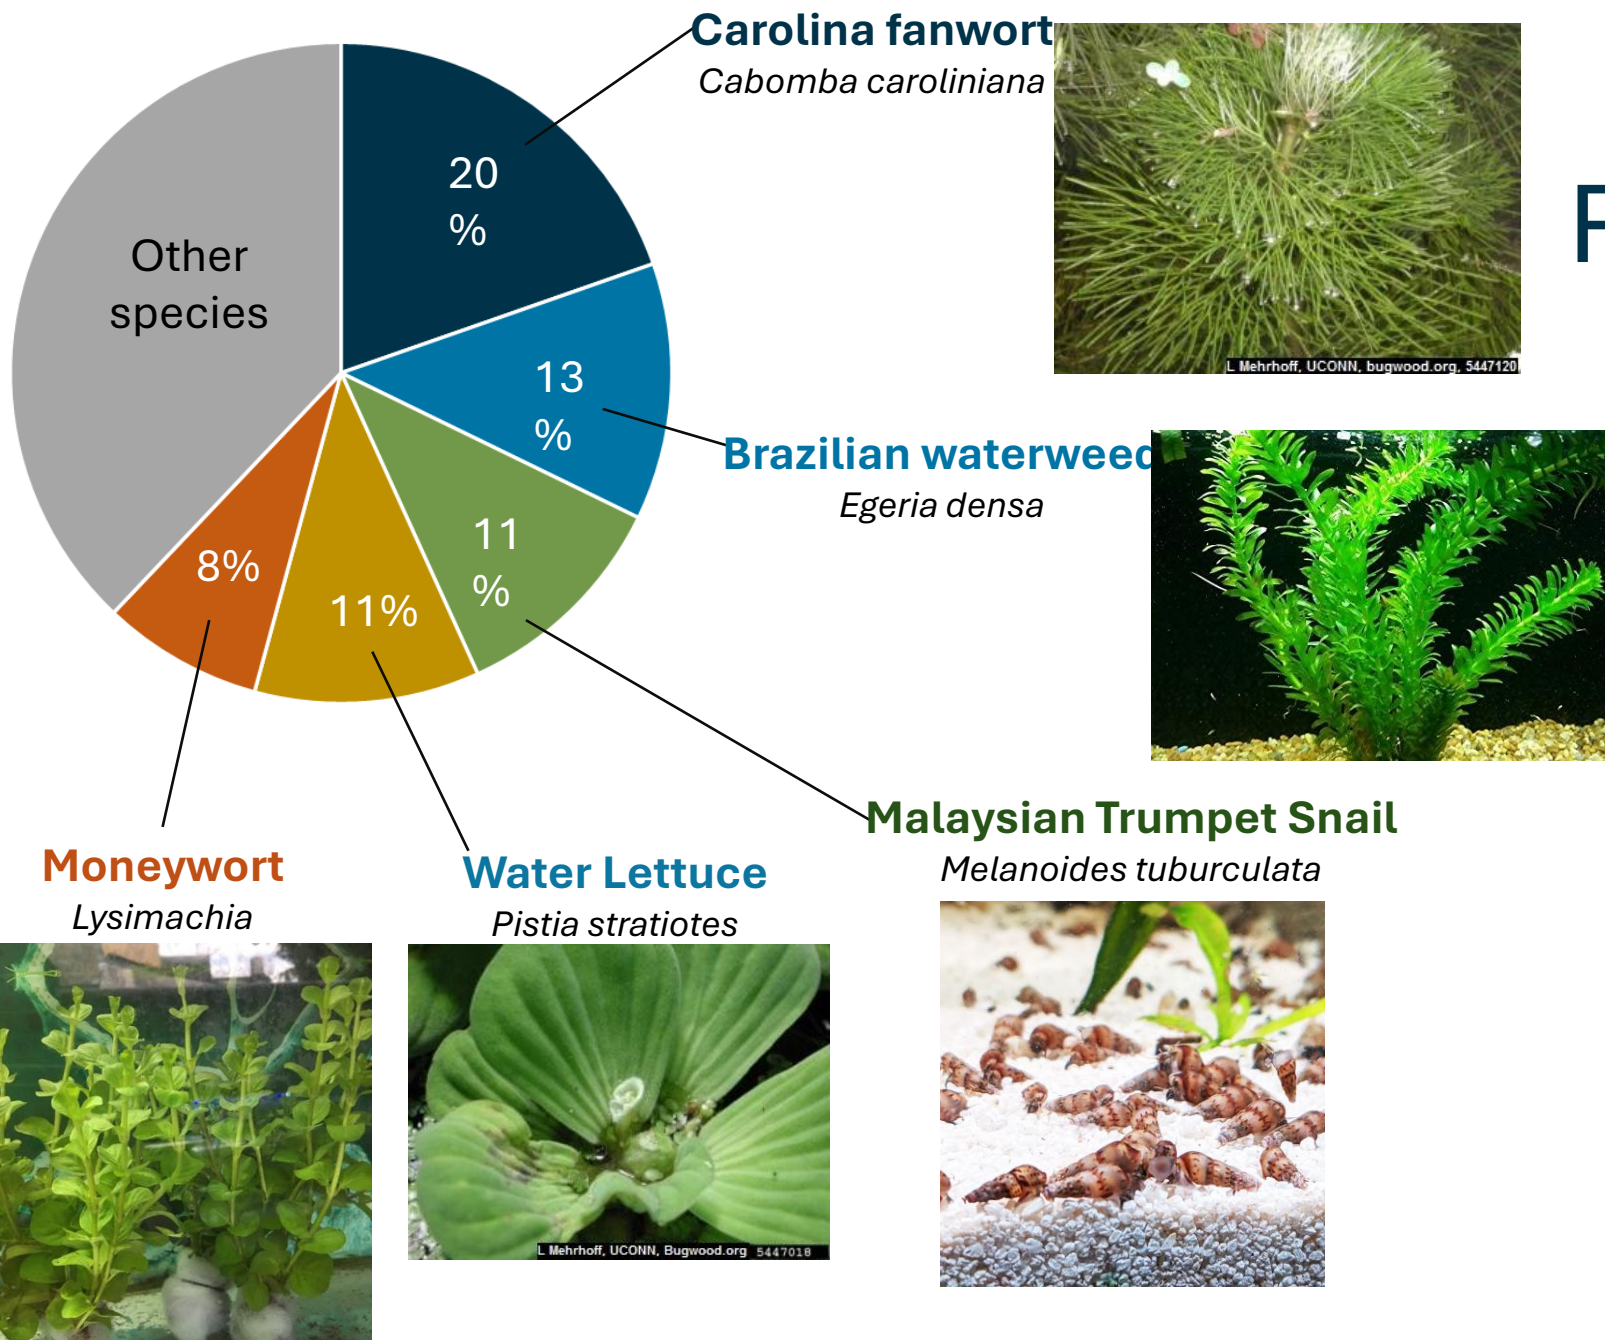 Carolina fanwort
Cabomba caroliniana
L Mehrhoff, UCONN, bugwood.org, 5447120
F
20
%
Other
species
13
%
Brazilian waterweed
Egeria densa
11
%
8%
11%
Malaysian Trumpet Snail
Melanoides tuburculata
Moneywort
Lysimachia
Water Lettuce
Pistia stratiotes
L Mehrhoff, UCONN, Bugwood.org 5447018